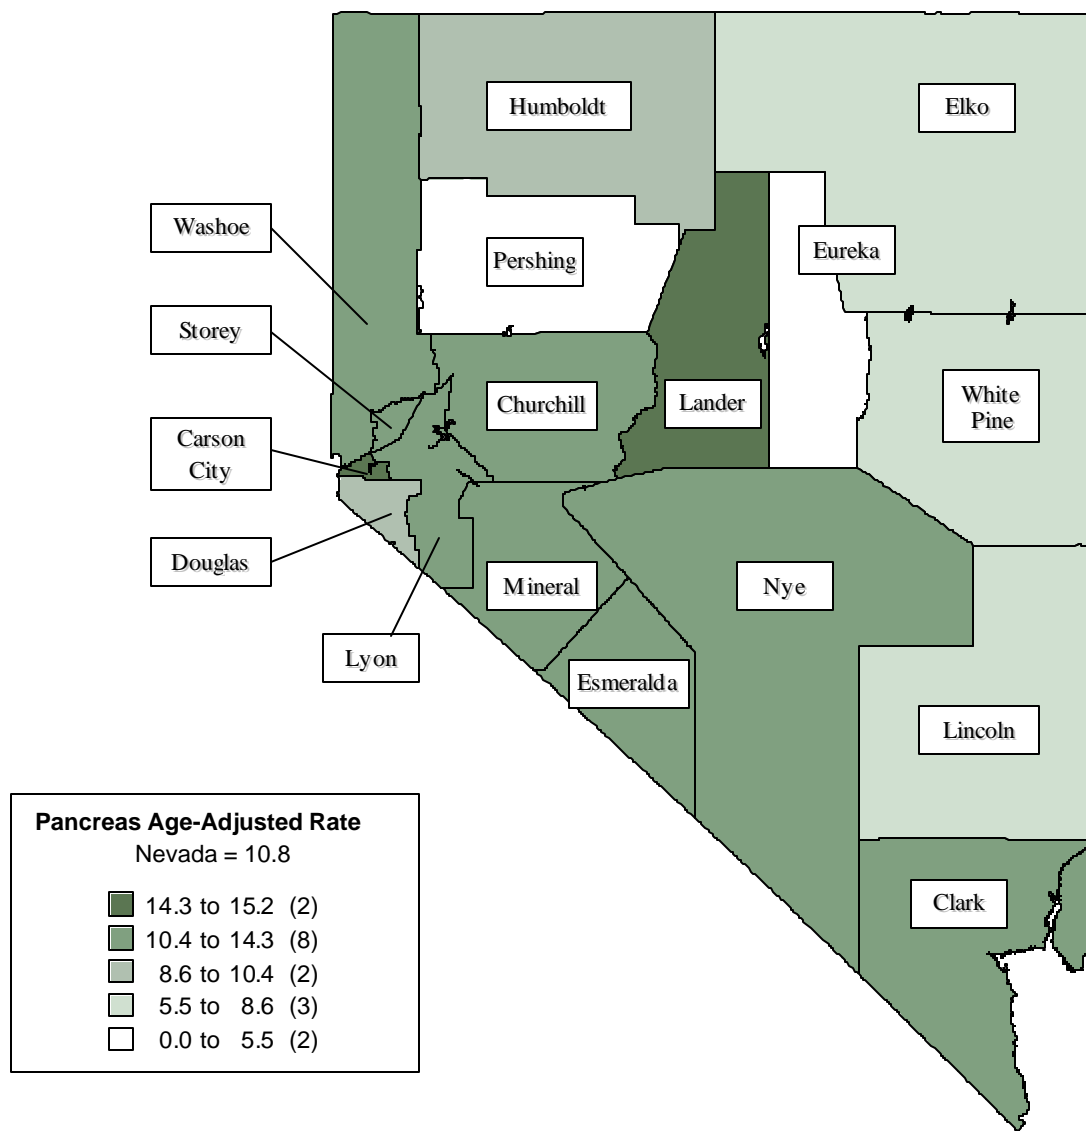 Humboldt
Elko
Washoe
Eureka
Pershing
Storey
Churchill
Lander
White
Pine
Carson
City
Douglas
Mineral
Nye
Lyon
Esmeralda
Lincoln
Clark
Pancreas Age-Adjusted Rate
Nevada = 10.8
14.3 to 15.2 (2)
10.4 to 14.3 (8)
8.6 to 10.4 (2)
5.5 to 8.6 (3)
0.0 to 5.5 (2)